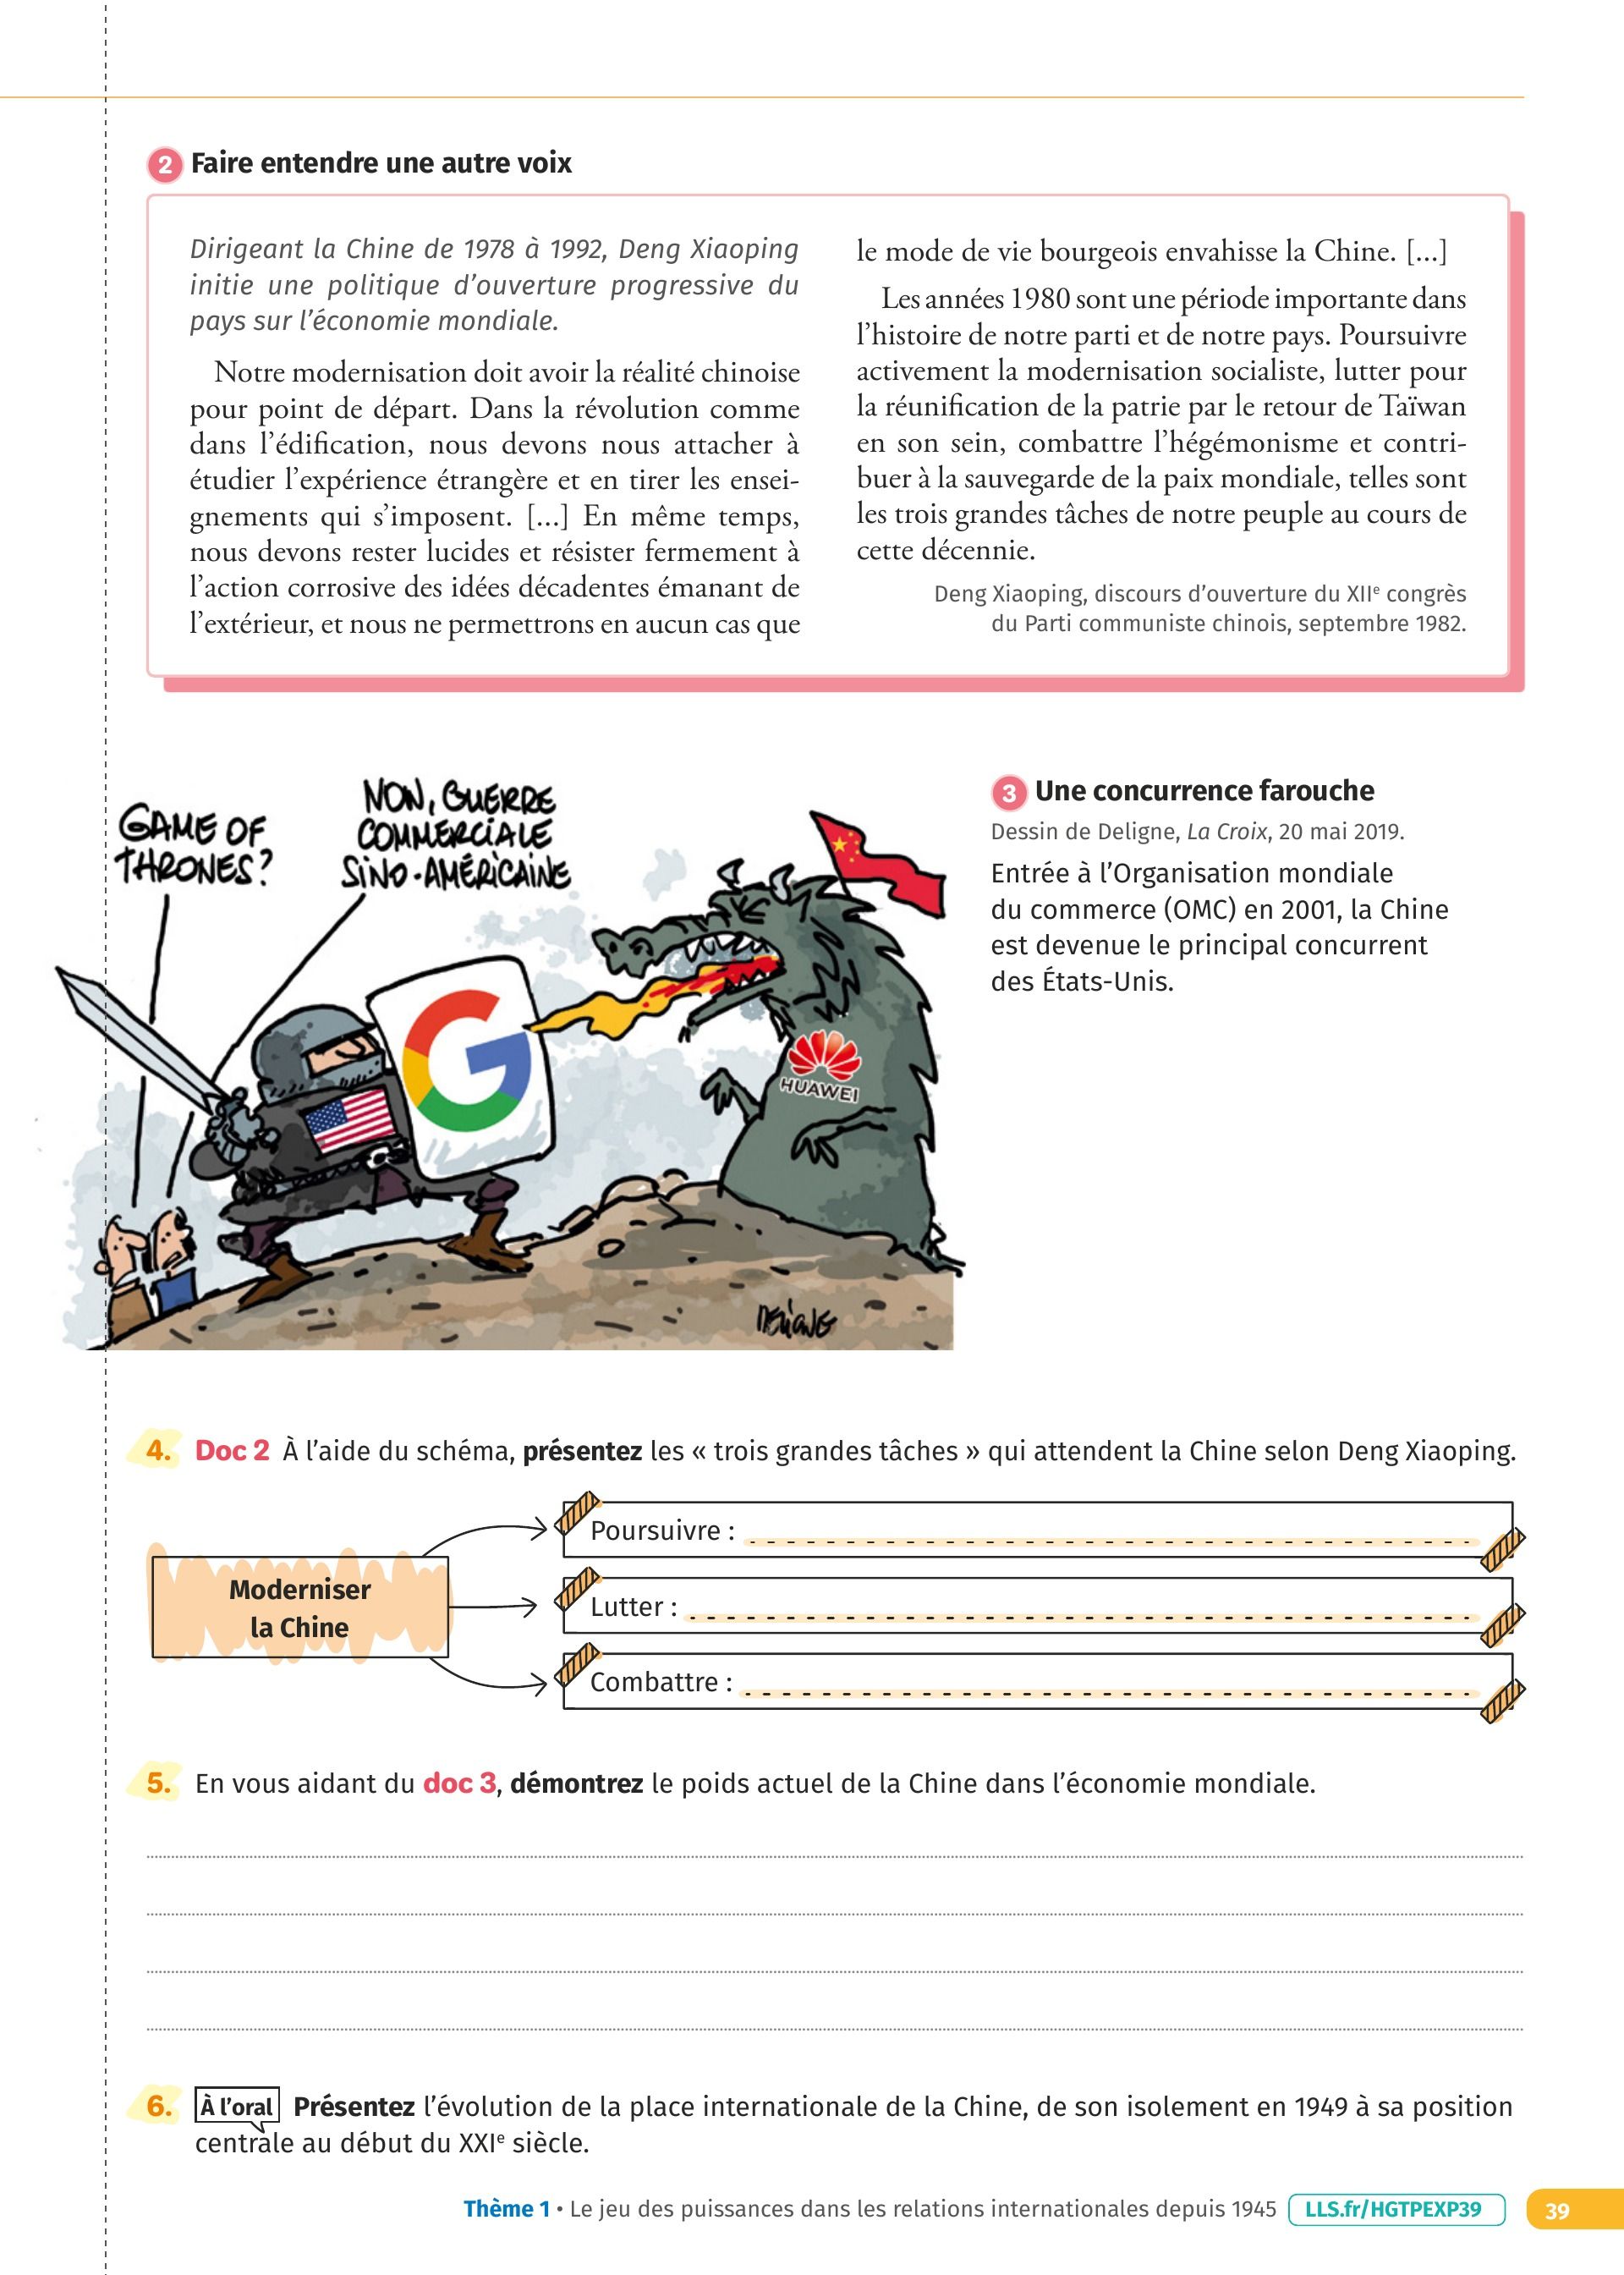 2 Faire entendre une autre voix
Dirigeant la Chine de 1978 à 1992, Deng Xiaoping
initie une politique d’ouverture progressive du
pays sur l’économie mondiale.
Notre modernisation doit avoir la réalité chinoise
pour point de départ. Dans la révolution comme
dans l’édification, nous devons nous attacher à
étudier l’expérience étrangère et en tirer les ensei-
gnements qui s’imposent. [...] En même temps,
nous devons rester lucides et résister fermement à
l’action corrosive des idées décadentes émanant de
l’extérieur, et nous ne permettrons en aucun cas que
le mode de vie bourgeois envahisse la Chine. [...]
Les années 1980 sont une période importante dans
l’histoire de notre parti et de notre pays. Poursuivre
activement la modernisation socialiste, lutter pour
la réunification de la patrie par le retour de Taïwan
en son sein, combattre l’hégémonisme et contri-
buer à la sauvegarde de la paix mondiale, telles sont
les trois grandes tâches de notre peuple au cours de
cette décennie.
Deng Xiaoping, discours d’ouverture du XIIe congrès
du Parti communiste chinois, septembre 1982.
GAME OF
THRONES?
NON, GUERRE
COMMERCIALE
SINO-AMÉRICAINE
G
HUAWEI
DELIGNE
3 Une concurrence farouche
Dessin de Deligne, La Croix, 20 mai 2019.
Entrée à l’Organisation mondiale
du commerce (OMC) en 2001, la Chine
est devenue le principal concurrent
des États-Unis.
4. Doc 2 À l’aide du schéma, présentez les « trois grandes tâches » qui attendent la Chine selon Deng Xiaoping.
Moderniser
la Chine
Poursuivre :
Lutter :
Combattre :
5. En vous aidant du doc 3, démontrez le poids actuel de la Chine dans l’économie mondiale.
6. À l’oral Présentez l’évolution de la place internationale de la Chine, de son isolement en 1949 à sa position
centrale au début du XXIe siècle.
Thème 1 • Le jeu des puissances dans les relations internationales depuis 1945 LLS.fr/HGTPEXP39 39